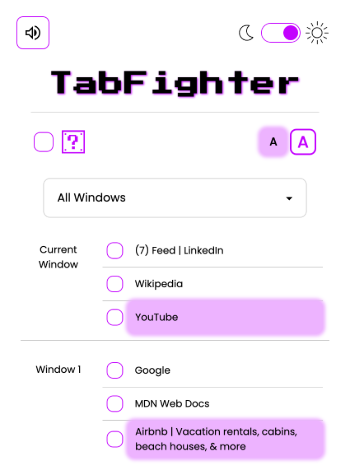 TabFighter
?
A A
All Windows
Current
Window
(7) Feed | LinkedIn
Wikipedia
YouTube
Window 1
Google
MDN Web Docs
Airbnb | Vacation rentals, cabins,
beach houses, & more